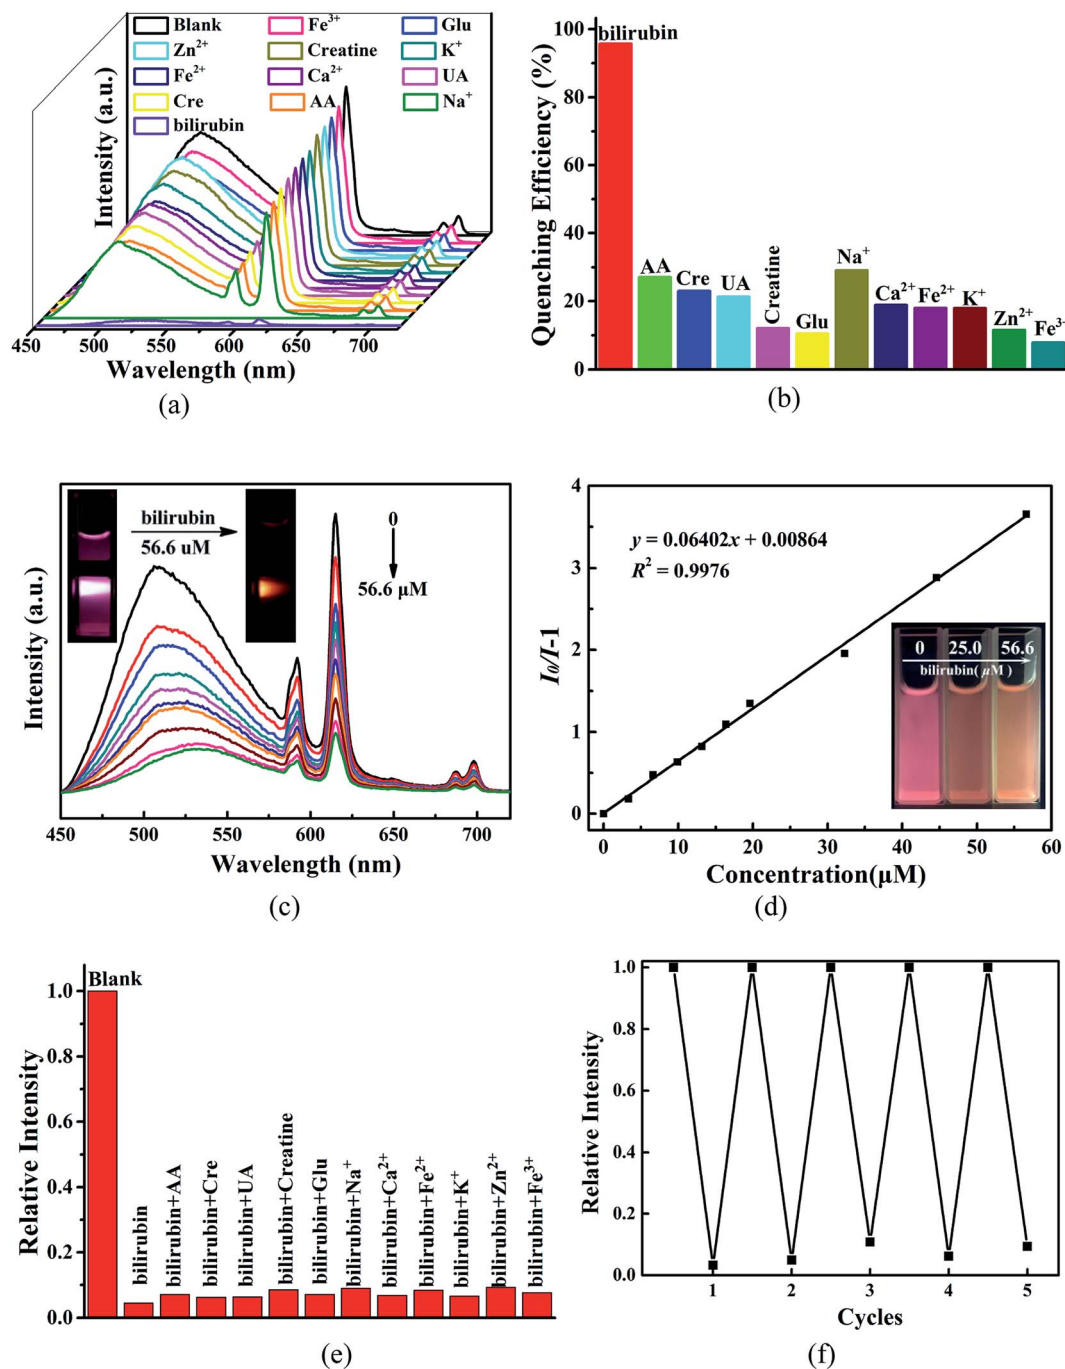 Blank
Fe³⁺
Glu
Zn²⁺
Creatine
K⁺
Fe²⁺
Ca²⁺
UA
Cre
AA
Na⁺
bilirubin
Intensity (a.u.)
450 500 550 600 650 700
Wavelength (nm)
(a)
Quenching Efficiency (%)
100
80
60
40
20
0
bilirubin
AA
Cre
UA
Creatine
Glu
Na⁺
Ca²⁺
Fe²⁺
K⁺
Zn²⁺
Fe³⁺
(b)
Intensity (a.u.)
bilirubin
56.6 uM
0
56.6 μM
450 500 550 600 650 700
Wavelength (nm)
(c)
I₀/I-1
4
3
2
1
0
y = 0.06402x + 0.00864
R² = 0.9976
0 25.0 56.6
bilirubin( μM )
0 10 20 30 40 50 60
Concentration(μM)
(d)
Relative Intensity
1.0
0.8
0.6
0.4
0.2
0.0
Blank
bilirubin
bilirubin+AA
bilirubin+Cre
bilirubin+UA
bilirubin+Creatine
bilirubin+Glu
bilirubin+Na⁺
bilirubin+Ca²⁺
bilirubin+Fe²⁺
bilirubin+K⁺
bilirubin+Zn²⁺
bilirubin+Fe³⁺
(e)
Relative Intensity
1.0
0.8
0.6
0.4
0.2
0.0
1 2 3 4 5
Cycles
(f)